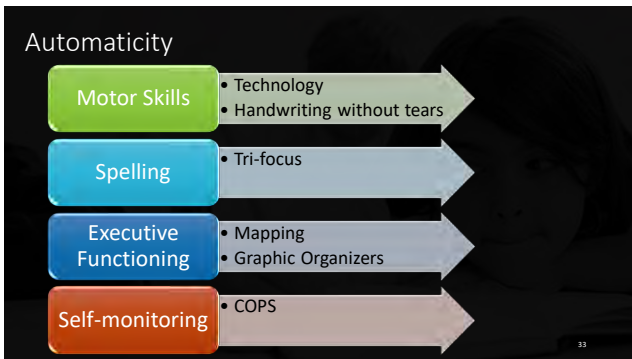 Automaticity
Motor Skills
• Technology
• Handwriting without tears
Spelling
• Tri-focus
Executive
Functioning
• Mapping
• Graphic Organizers
Self-monitoring
• COPS
33